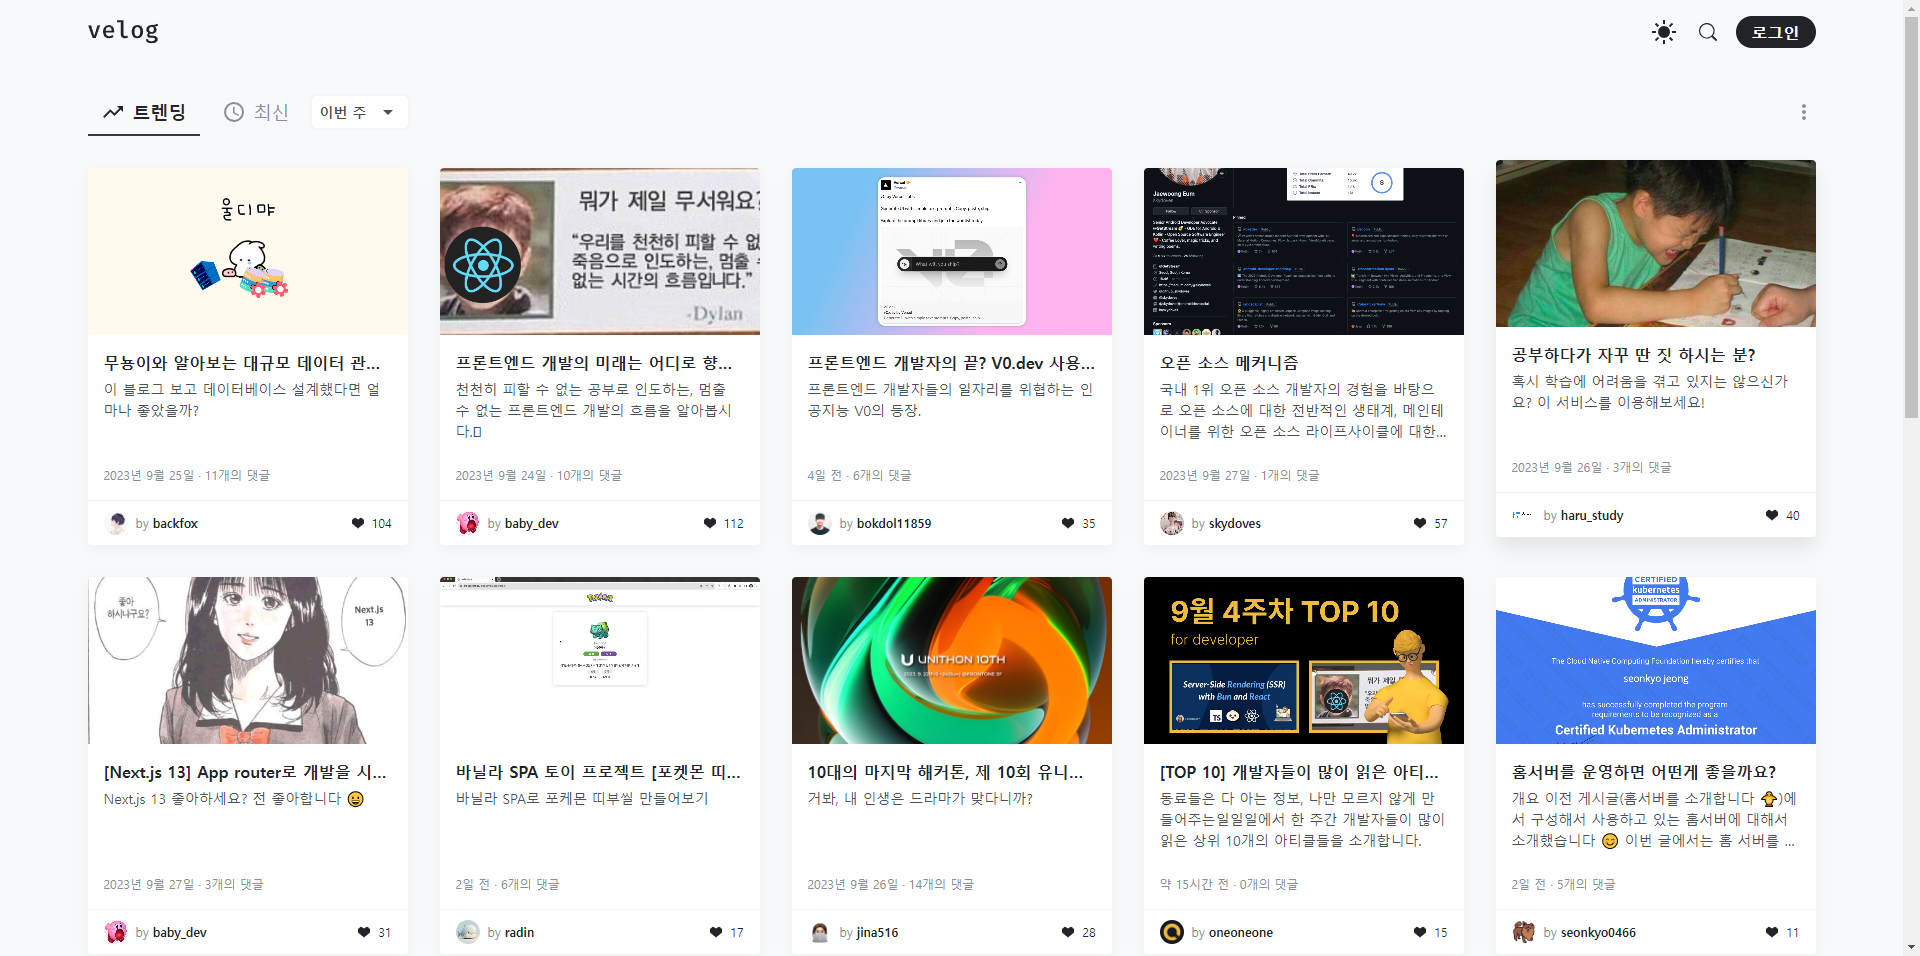 velog
로그인
트렌딩
최신
이번 주
울디먀
무뇽이와 알아보는 대규모 데이터 관...
이 블로그 보고 데이터베이스 설계했다면 얼
마나 좋았을까?
2023년 9월 25일 · 11개의 댓글
by backfox
104
뭐가 제일 무서워요?
“우리를 천천히 피할 수 없
죽음으로 인도하는, 멈출
없는 시간의 흐름입니다.”
-Dylan
프론트엔드 개발의 미래는 어디로 향...
천천히 피할 수 없는 공부로 인도하는, 멈출
수 없는 프론트엔드 개발의 흐름을 알아봅시
다.
2023년 9월 24일 · 10개의 댓글
by baby_dev
112
What will you ship?
프론트엔드 개발자의 끝? V0.dev 사용...
프론트엔드 개발자들의 일자리를 위협하는 인
공지능 V0의 등장.
4일 전 · 6개의 댓글
by bokdol11859
35
Jaewoong Eum
skydoves
오픈 소스 메커니즘
국내 1위 오픈 소스 개발자의 경험을 바탕으
로 오픈 소스에 대한 전반적인 생태계, 메인테
이너를 위한 오픈 소스 라이프사이클에 대한...
2023년 9월 27일 · 1개의 댓글
by skydoves
57
공부하다가 자꾸 딴 짓 하시는 분?
혹시 학습에 어려움을 겪고 있지는 않으신가
요? 이 서비스를 이용해보세요!
2023년 9월 26일 · 3개의 댓글
by haru_study
40
좋아
하시나구요?
Next.js
13
[Next.js 13] App router로 개발을 시...
Next.js 13 좋아하세요? 전 좋아합니다 😀
2023년 9월 27일 · 3개의 댓글
by baby_dev
31
바닐라 SPA 토이 프로젝트 [포켓몬 띠...
바닐라 SPA로 포케몬 띠부씰 만들어보기
2일 전 · 6개의 댓글
by radin
17
UNITHON 10TH
10대의 마지막 해커톤, 제 10회 유니...
거봐, 내 인생은 드라마가 맞다니까?
2023년 9월 26일 · 14개의 댓글
by jina516
28
9월 4주차 TOP 10
for developer
Server-Side Rendering (SSR)
with Bun and React
TS
뭐가 제일
[TOP 10] 개발자들이 많이 읽은 아티...
동료들은 다 아는 정보, 나만 모르지 않게 만
들어주는일일일에서 한 주간 개발자들이 많이
읽은 상위 10개의 아티클들을 소개합니다.
약 15시간 전 · 0개의 댓글
by oneoneone
15
CERTIFIED
kubernetes
ADMINISTRATOR
The Cloud Native Computing Foundation hereby certifies that
seonkyo jeong
has successfully completed the program
requirements to be recognized as a
Certified Kubernetes Administrator
홈서버를 운영하면 어떤게 좋을까요?
개요 이전 게시글(홈서버를 소개합니다 🐥)에
서 구성해서 사용하고 있는 홈서버에 대해서
소개했습니다 😊 이번 글에서는 홈 서버를 ...
2일 전 · 5개의 댓글
by seonkyo0466
11